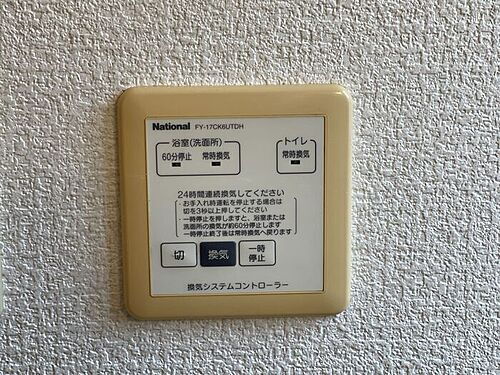 National FY-17CK6UTDH
浴室(洗面所) トイレ
60分停止 常時換気 常時換気
24時間連続換気してください
・お手入れ時運転を停止する場合は
切を3秒以上押してください
・一時停止を押しますと、浴室または
洗面所の換気が約60分停止します
一時停止終了後は常時換気へ戻ります
切 換気 一時
停止
換気システムコントローラー